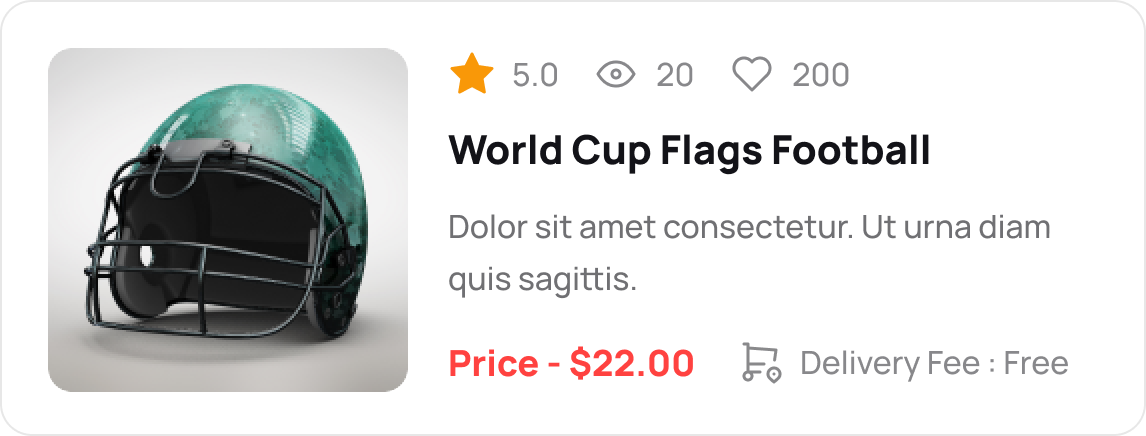 5.0 20 200
World Cup Flags Football
Dolor sit amet consectetur. Ut urna diam
quis sagittis.
Price - $22.00 Delivery Fee : Free